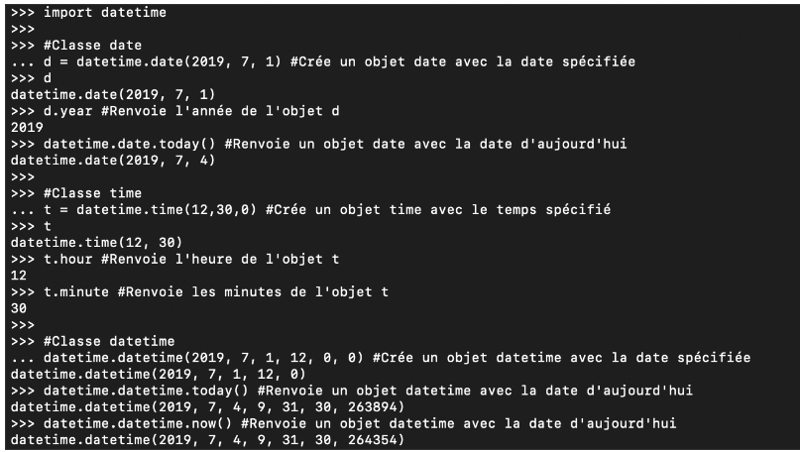 >>> import datetime
>>>
>>> #Classe date
... d = datetime.date(2019, 7, 1) #Crée un objet date avec la date spécifiée
>>> d
datetime.date(2019, 7, 1)
>>> d.year #Renvoie l'année de l'objet d
2019
>>> datetime.date.today() #Renvoie un objet date avec la date d'aujourd'hui
datetime.date(2019, 7, 4)
>>>
>>> #Classe time
... t = datetime.time(12,30,0) #Crée un objet time avec le temps spécifié
>>> t
datetime.time(12, 30)
>>> t.hour #Renvoie l'heure de l'objet t
12
>>> t.minute #Renvoie les minutes de l'objet t
30
>>>
>>> #Classe datetime
... datetime.datetime(2019, 7, 1, 12, 0, 0) #Crée un objet datetime avec la date spécifiée
datetime.datetime(2019, 7, 1, 12, 0)
>>> datetime.datetime.today() #Renvoie un objet datetime avec la date d'aujourd'hui
datetime.datetime(2019, 7, 4, 9, 31, 30, 263894)
>>> datetime.datetime.now() #Renvoie un objet datetime avec la date d'aujourd'hui
datetime.datetime(2019, 7, 4, 9, 31, 30, 264354)